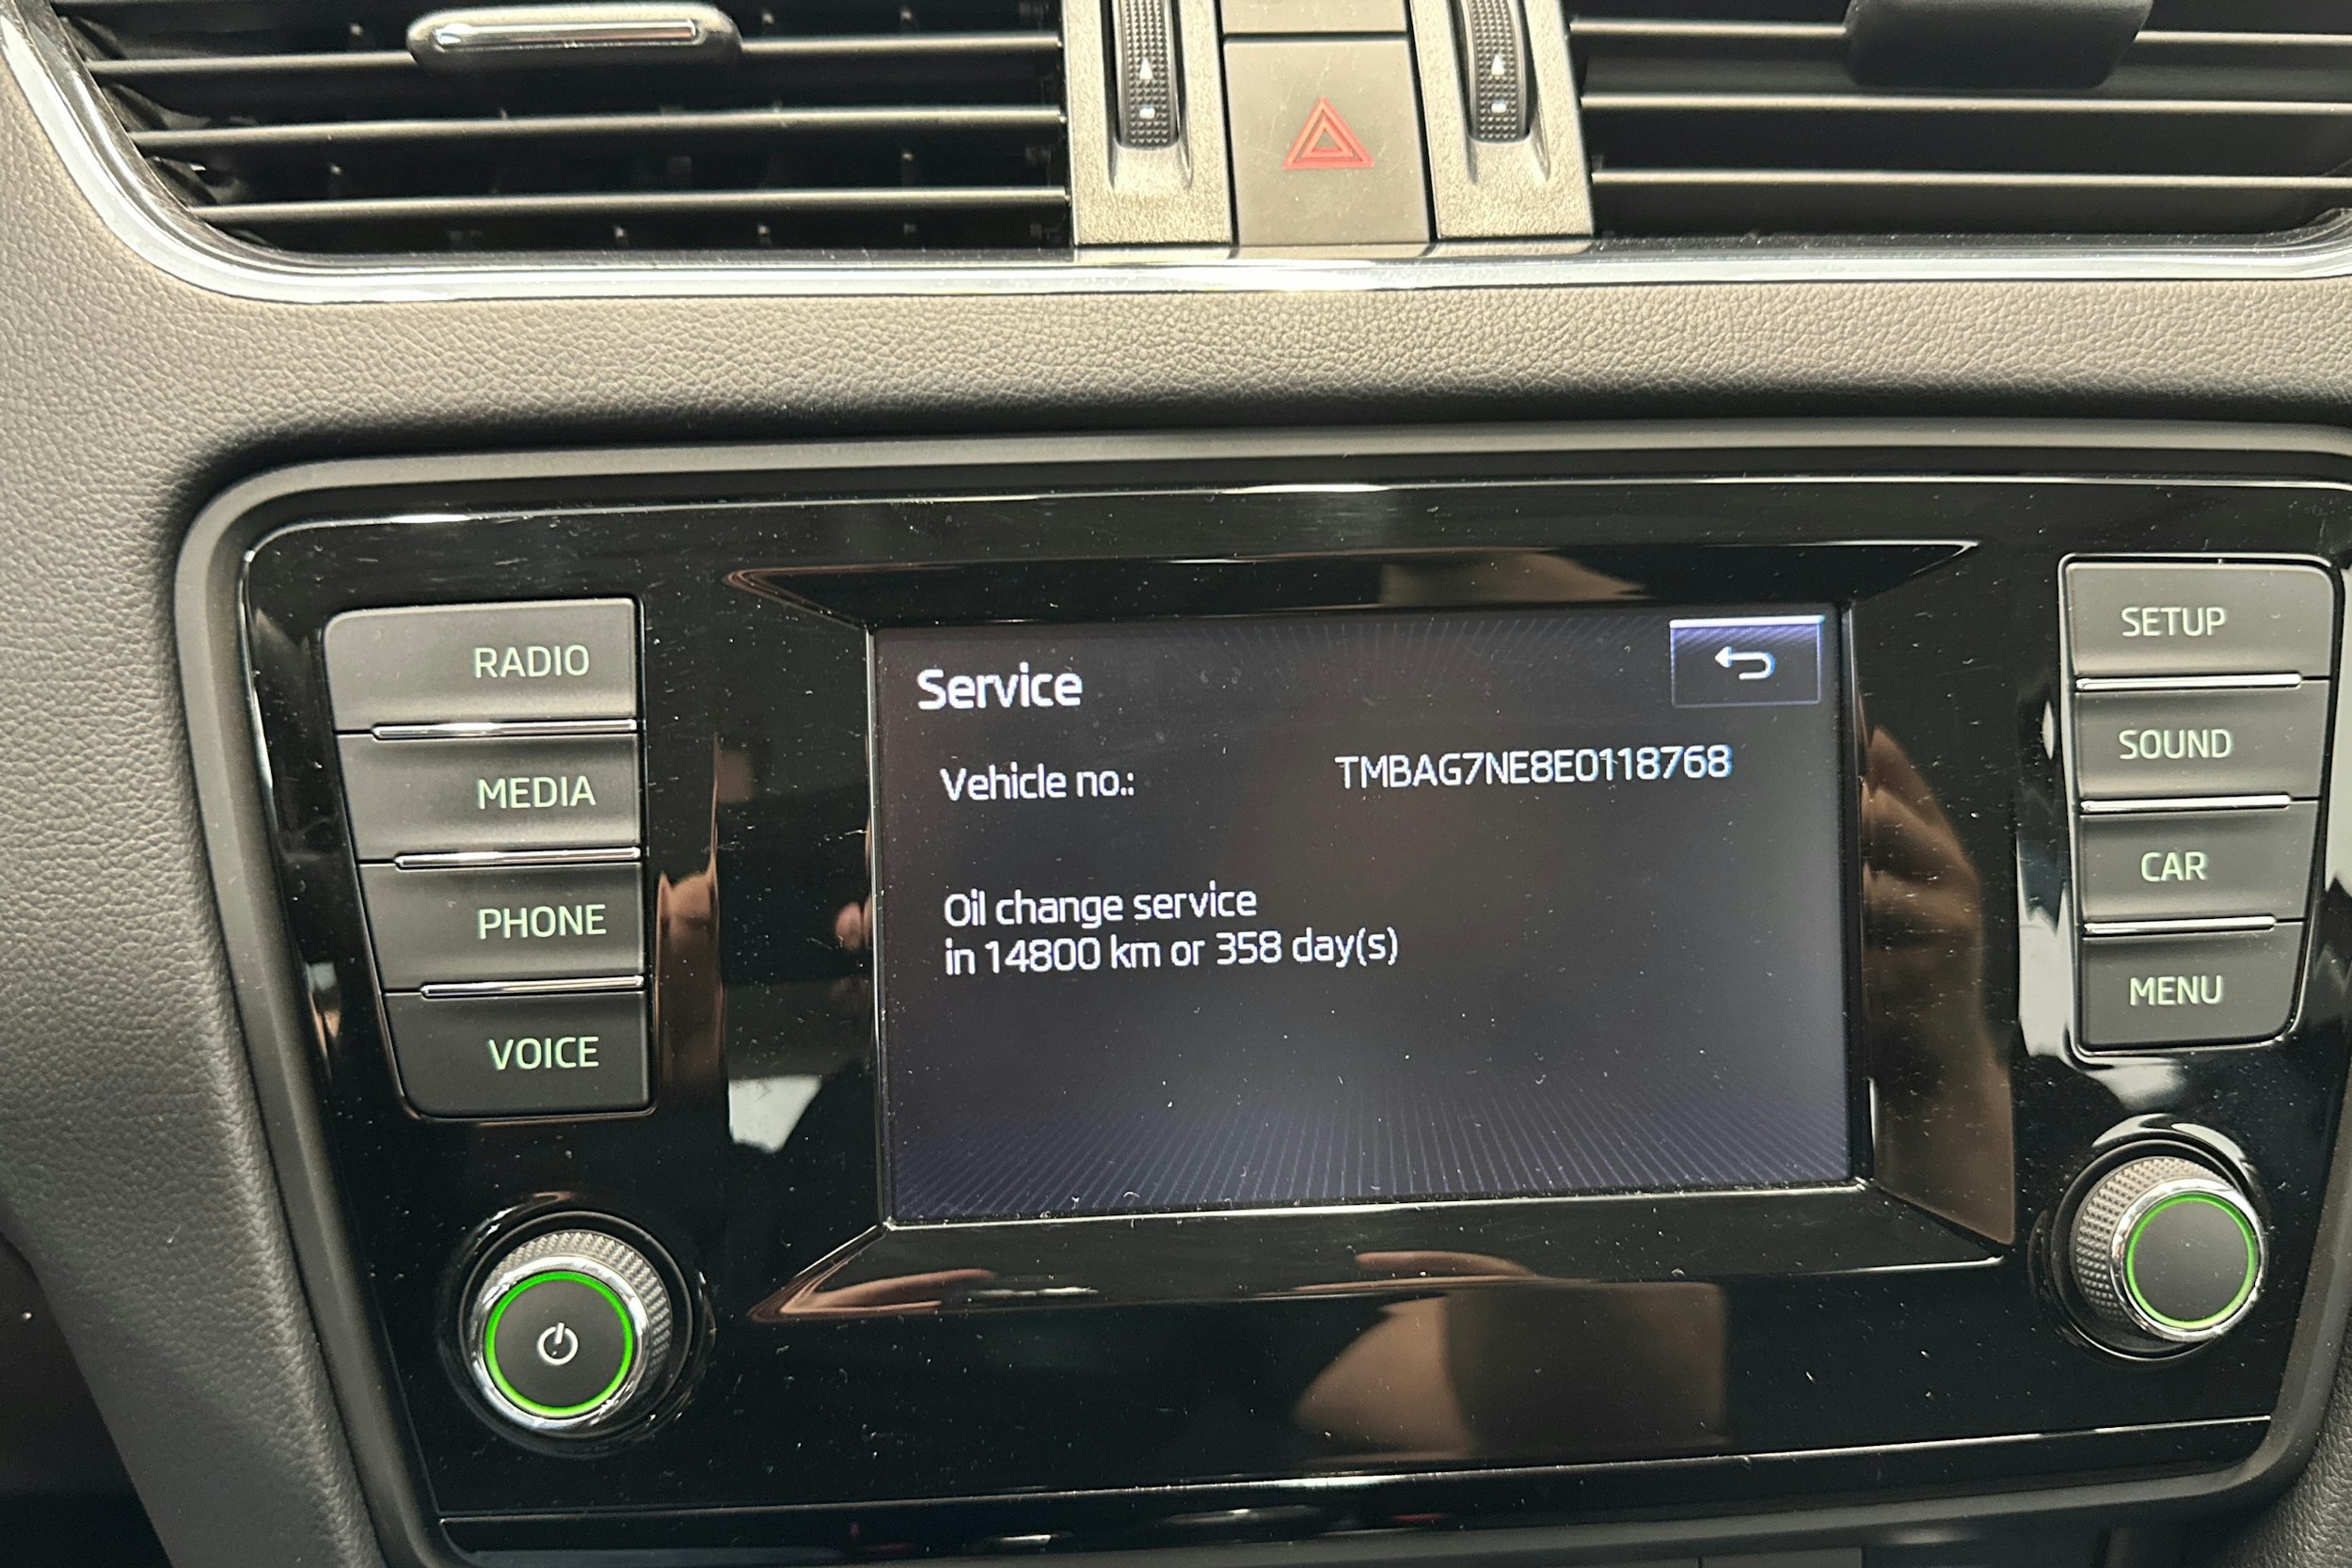 RADIO
MEDIA
PHONE
VOICE
Service
Vehicle no.: TMBAG7NE8E0118768
Oil change service
in 14800 km or 358 day(s)
SETUP
SOUND
CAR
MENU